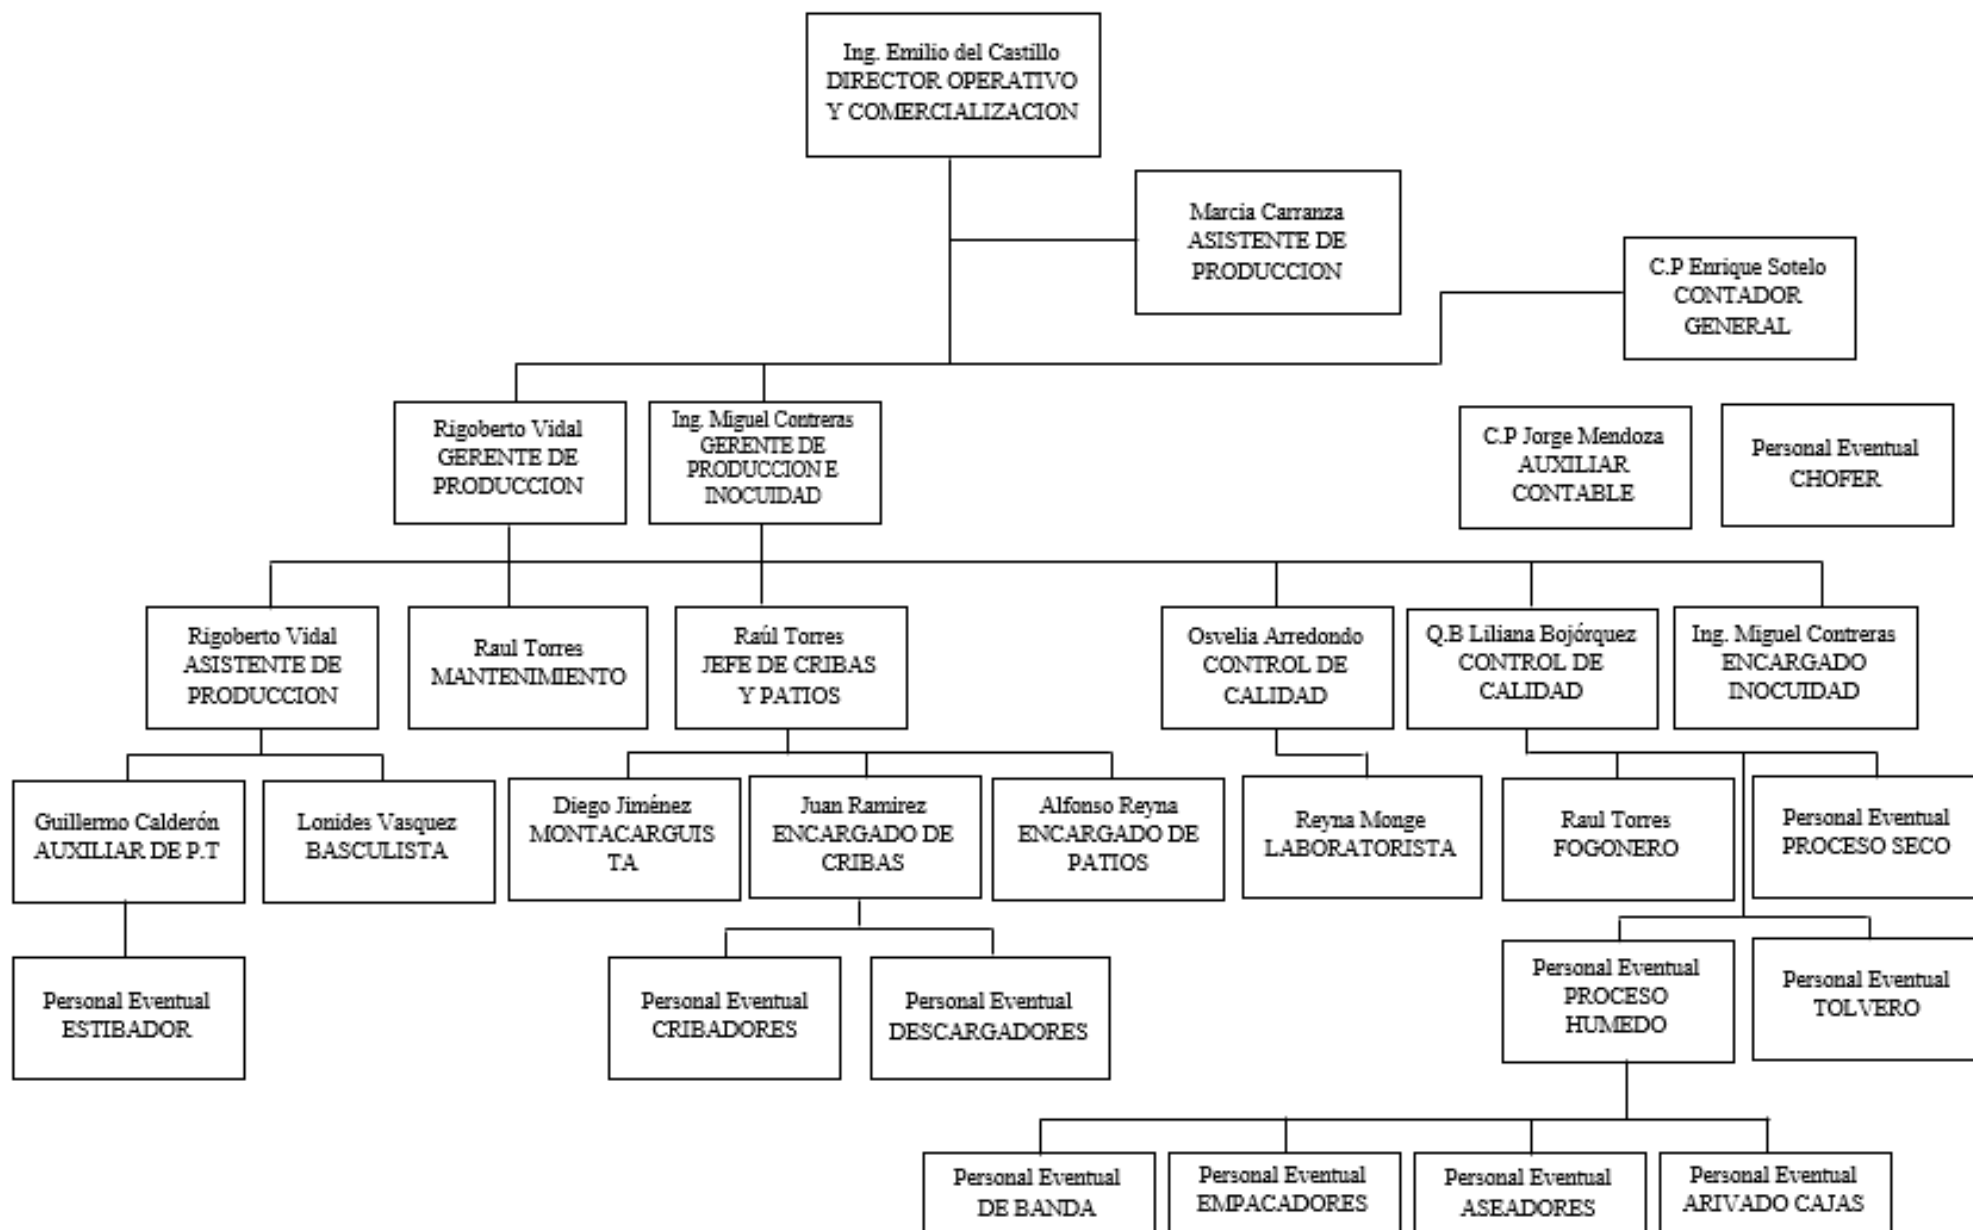 Ing. Emilio del Castillo
DIRECTOR OPERATIVO
Y COMERCIALIZACION
Marcia Carranza
ASISTENTE DE
PRODUCCION
C.P Enrique Sotelo
CONTADOR
GENERAL
Rigoberto Vidal
GERENTE DE
PRODUCCION
Ing. Miguel Contreras
GERENTE DE
PRODUCCION E
INOCUIDAD
C.P Jorge Mendoza
AUXILIAR
CONTABLE
Personal Eventual
CHOFER
Rigoberto Vidal
ASISTENTE DE
PRODUCCION
Raul Torres
MANTENIMIENTO
Raúl Torres
JEFE DE CRIBAS
Y PATIOS
Osvelia Arredondo
CONTROL DE
CALIDAD
Q.B Liliana Bojórquez
CONTROL DE
CALIDAD
Ing. Miguel Contreras
ENCARGADO
INOCUIDAD
Guillermo Calderón
AUXILIAR DE P.T
Lonides Vasquez
BASCULISTA
Diego Jiménez
MONTACARGUIS
TA
Juan Ramirez
ENCARGADO DE
CRIBAS
Alfonso Reyna
ENCARGADO DE
PATIOS
Reyna Monge
LABORATORISTA
Raul Torres
FOGONERO
Personal Eventual
PROCESO SECO
Personal Eventual
ESTIBADOR
Personal Eventual
CRIBADORES
Personal Eventual
DESCARGADORES
Personal Eventual
PROCESO
HUMEDO
Personal Eventual
TOLVERO
Personal Eventual
DE BANDA
Personal Eventual
EMPACADORES
Personal Eventual
ASEADORES
Personal Eventual
ARIVADO CAJAS